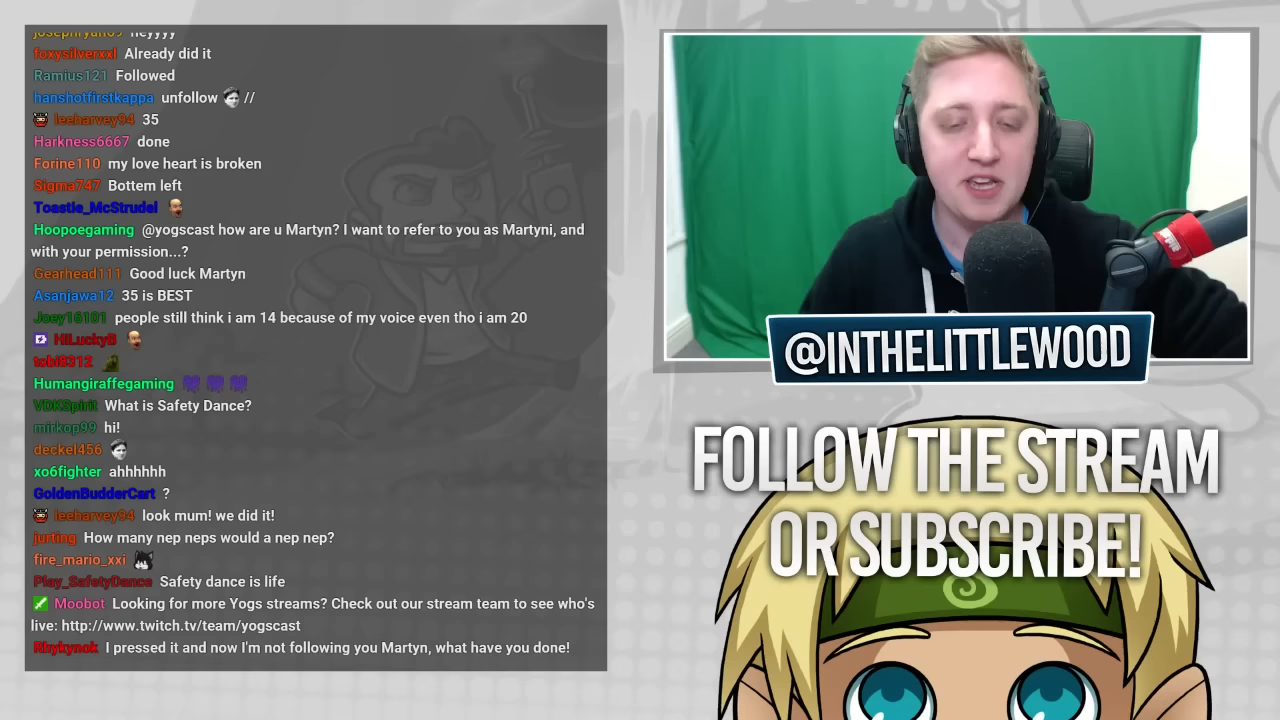 heyyyy
foxysilverxxl Already did it
Ramius121 Followed
hanshotfirstkappa unfollow //
leeharvey94 35
Harkness6667 done
Forine110 my love heart is broken
Sigma747 Bottem left
Toastie_McStrudel
Hoopoegaming @yogscast how are u Martyn? I want to refer to you as Martyni, and
with your permission...?
Gearhead111 Good luck Martyn
Asanjawa12 35 is BEST
Joey16101 people still think i am 14 because of my voice even tho i am 20
HiLuckyB
tobi8312
Humangiraffegaming
VDKSpirit What is Safety Dance?
mirkop99 hi!
deckel456
xo6fighter ahhhhhh
GoldenBudderCart ?
leeharvey94 look mum! we did it!
jurting How many nep neps would a nep nep?
fire_mario_xxi
Play_SafetyDance Safety dance is life
Moobot Looking for more Yogs streams? Check out our stream team to see who's
live: http://www.twitch.tv/team/yogscast
Rhykynok I pressed it and now I'm not following you Martyn, what have you done!
@INTHELITTLEWOOD
FOLLOW THE STREAM
OR SUBSCRIBE!